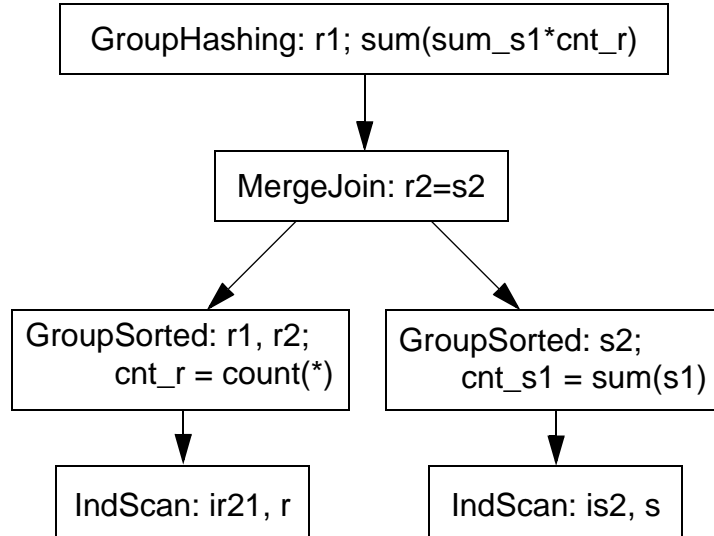 GroupHashing: r1; sum(sum_s1*cnt_r)
MergeJoin: r2=s2
GroupSorted: r1, r2;
cnt_r = count(*)
GroupSorted: s2;
cnt_s1 = sum(s1)
IndScan: ir21, r
IndScan: is2, s